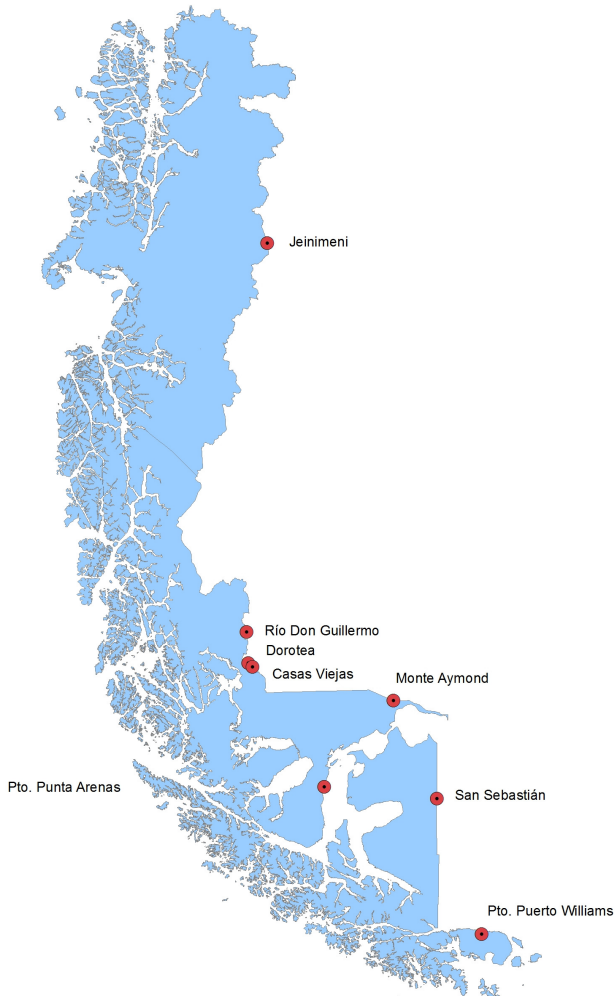 Jeinimeni
Río Don Guillermo
Dorotea
Casas Viejas
Monte Aymond
Pto. Punta Arenas
San Sebastián
Pto. Puerto Williams